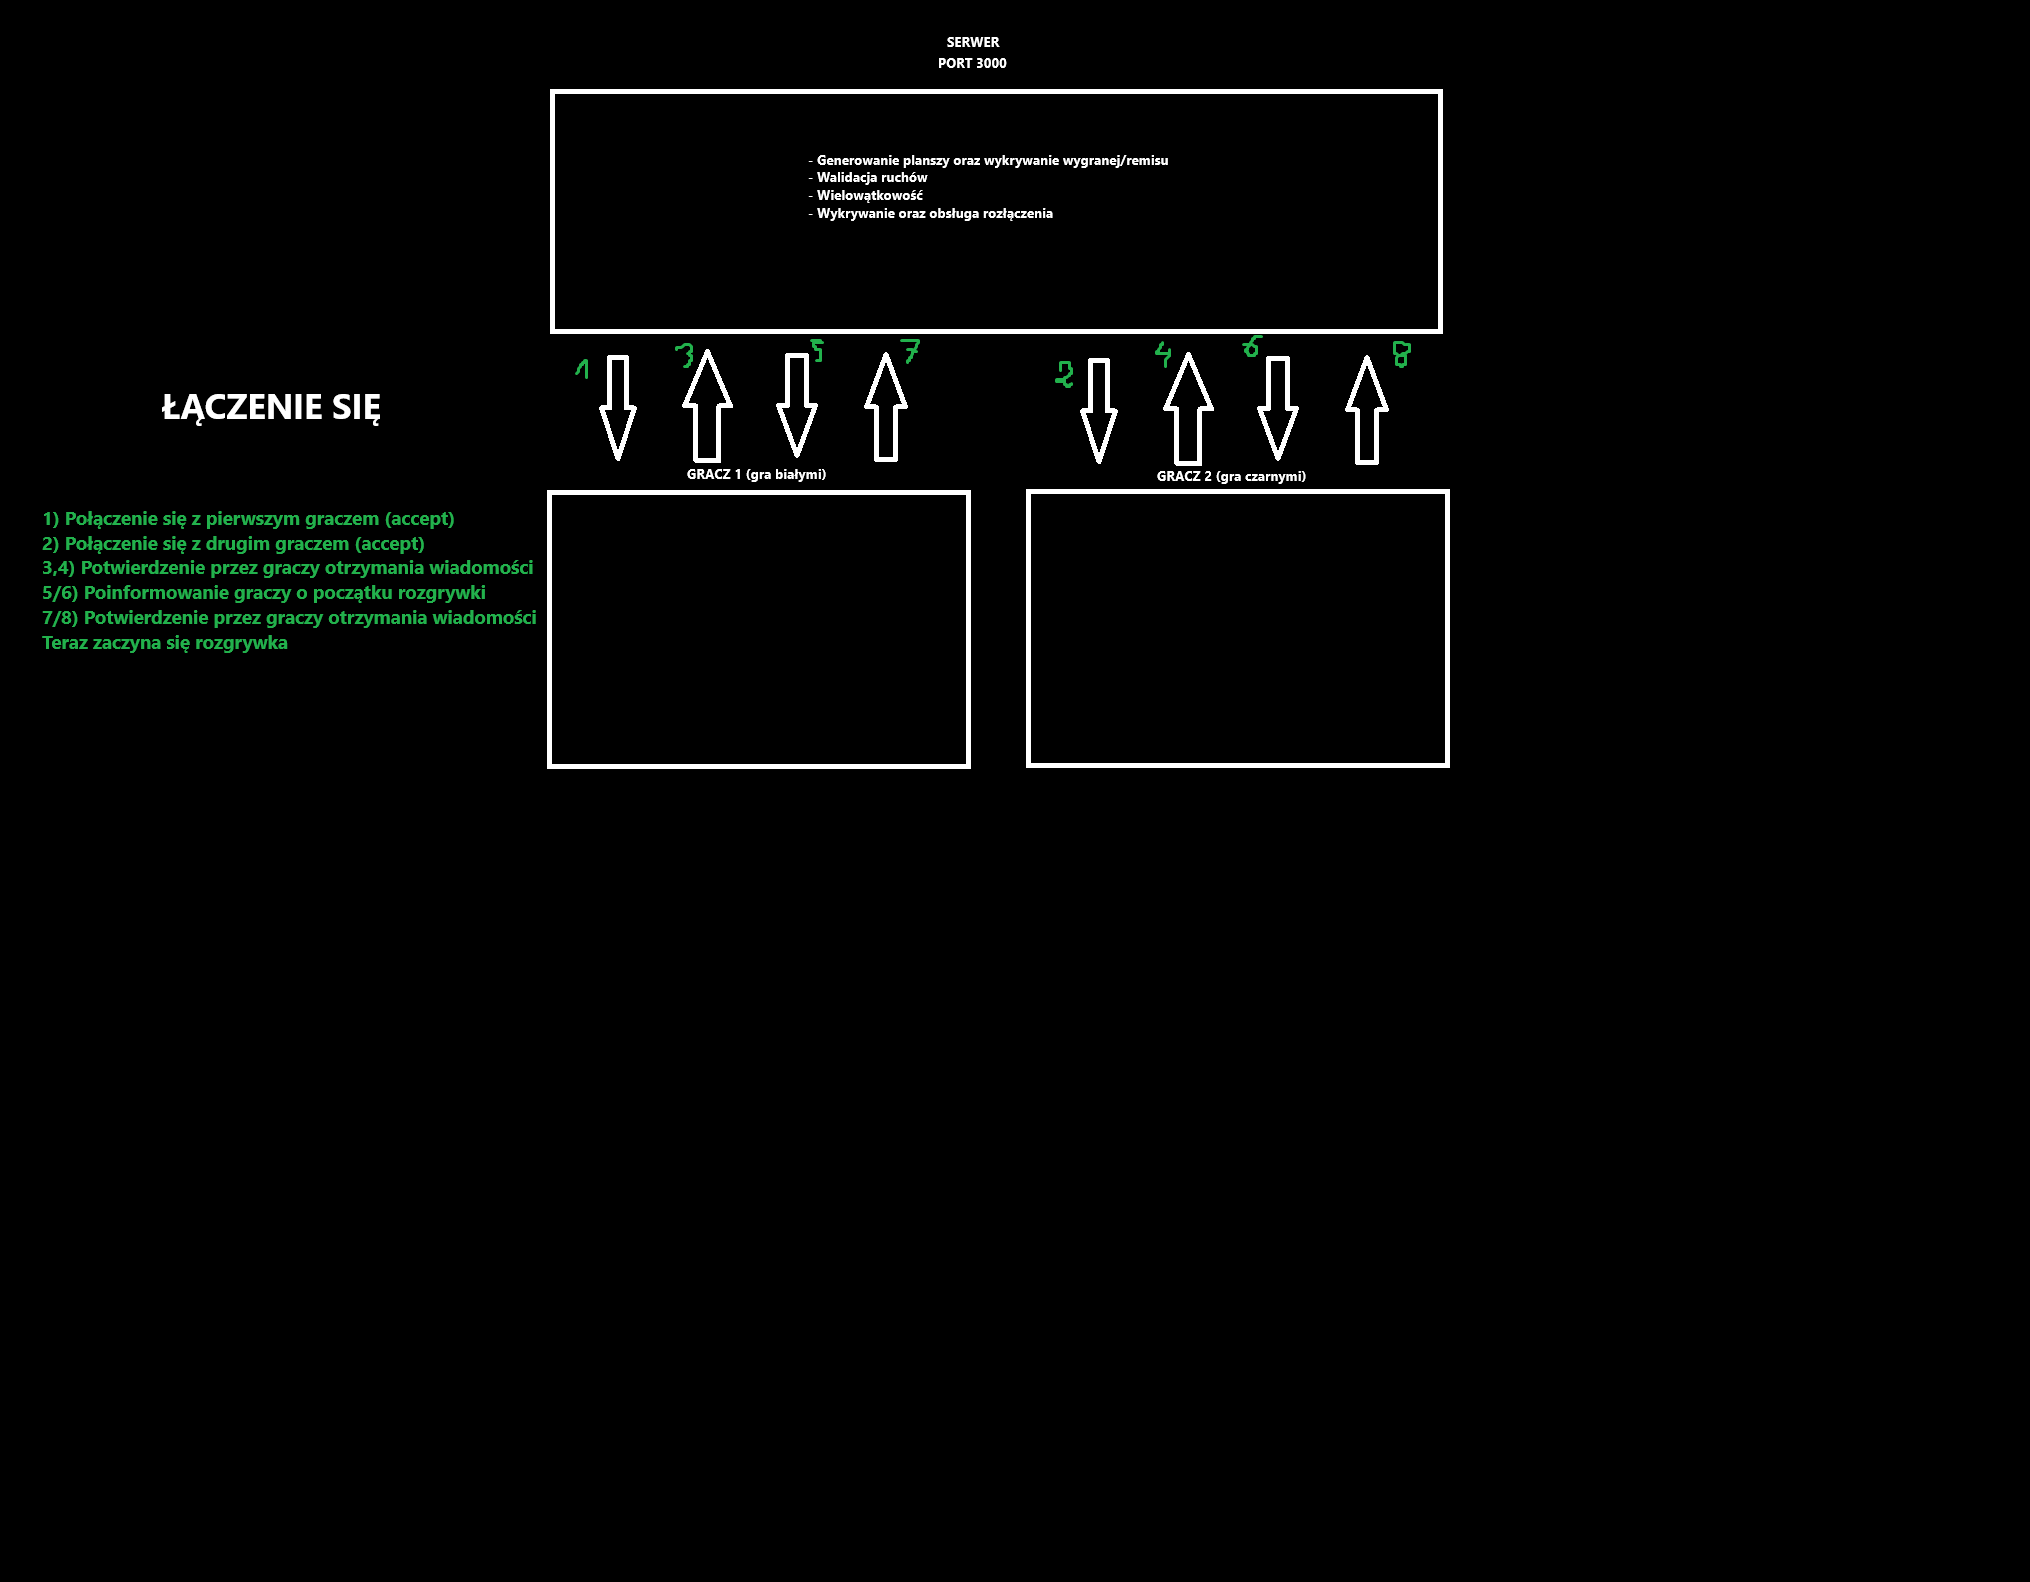 SERWER
PORT 3000
- Generowanie planszy oraz wykrywanie wygranej/remisu
- Walidacja ruchów
- Wielowątkowość
- Wykrywanie oraz obsługa rozłączenia
1 3 5 7 2 4 6 8
ŁĄCZENIE SIĘ
GRACZ 1 (gra białymi)
GRACZ 2 (gra czarnymi)
1) Połączenie się z pierwszym graczem (accept)
2) Połączenie się z drugim graczem (accept)
3,4) Potwierdzenie przez graczy otrzymania wiadomości
5/6) Poinformowanie graczy o początku rozgrywki
7/8) Potwierdzenie przez graczy otrzymania wiadomości
Teraz zaczyna się rozgrywka